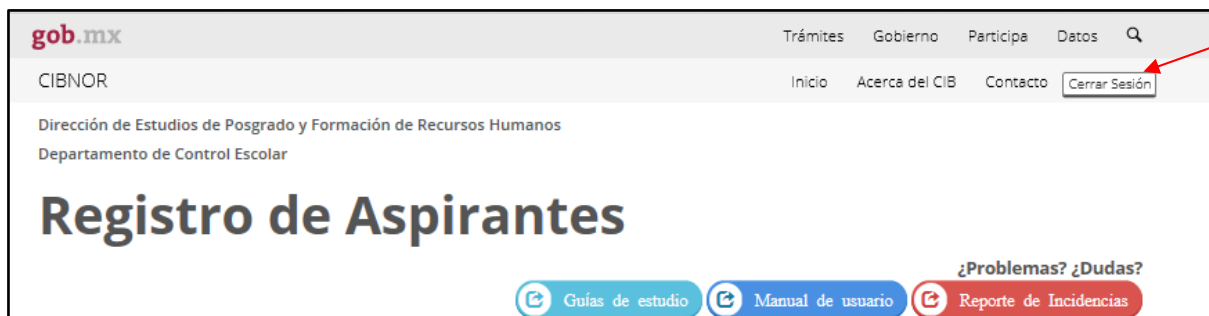 gob.mx Trámites Gobierno Participa Datos
CIBNOR Inicio Acerca del CIB Contacto Cerrar Sesión
Dirección de Estudios de Posgrado y Formación de Recursos Humanos
Departamento de Control Escolar
Registro de Aspirantes
¿Problemas? ¿Dudas?
Guías de estudio Manual de usuario Reporte de Incidencias